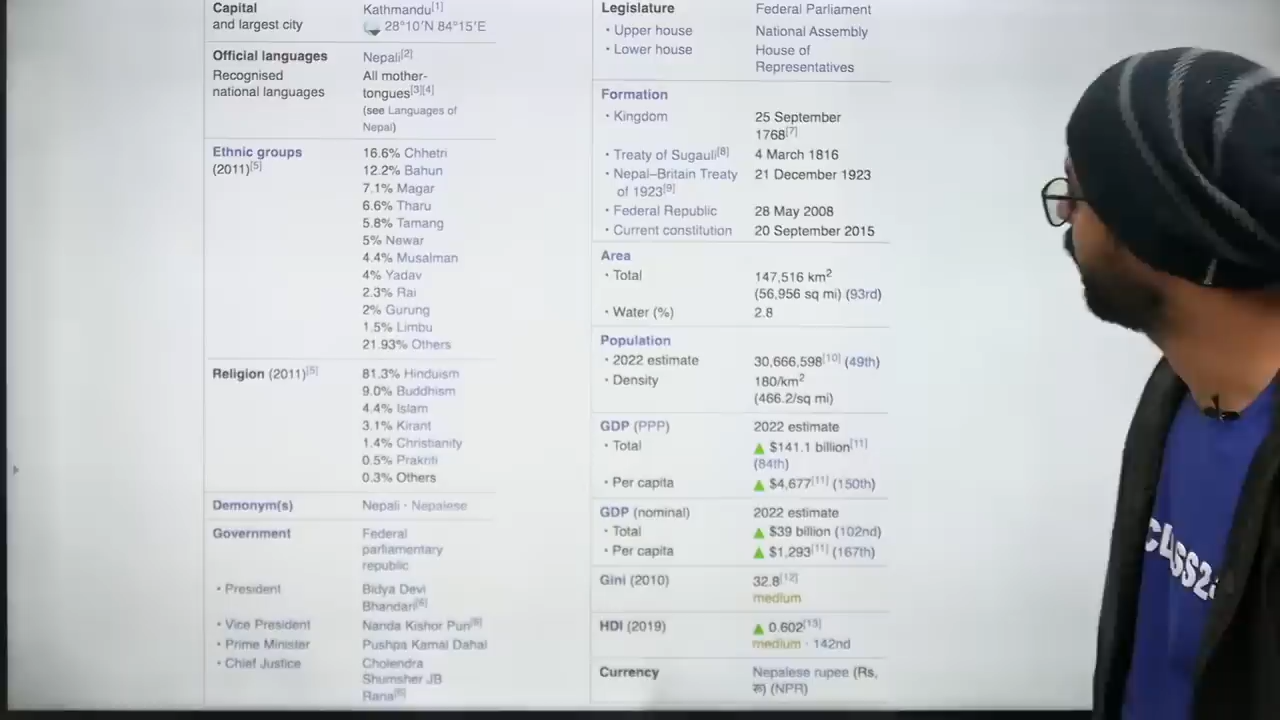 Capital
and largest city
Kathmandu[1]
28°10′N 84°15′E
Official languages
Nepali[2]
Recognised
national languages
All mother-
tongues[3][4]
(see Languages of
Nepal)
Ethnic groups
(2011)[5]
16.6% Chhetri
12.2% Bahun
7.1% Magar
6.6% Tharu
5.8% Tamang
5% Newar
4.4% Musalman
4% Yadav
2.3% Rai
2% Gurung
1.5% Limbu
21.93% Others
Religion (2011)[5]
81.3% Hinduism
9.0% Buddhism
4.4% Islam
3.1% Kirant
1.4% Christianity
0.5% Prakriti
0.3% Others
Demonym(s)
Nepali · Nepalese
Government
Federal
parliamentary
republic
• President
Bidya Devi
Bhandari[6]
• Vice President
Nanda Kishor Pun[6]
• Prime Minister
Pushpa Kamal Dahal
• Chief Justice
Cholendra
Shumsher JB
Rana[6]
Legislature
Federal Parliament
• Upper house
National Assembly
• Lower house
House of
Representatives
Formation
• Kingdom
25 September
1768[7]
• Treaty of Sugauli[8]
4 March 1816
• Nepal–Britain Treaty
of 1923[9]
21 December 1923
• Federal Republic
28 May 2008
• Current constitution
20 September 2015
Area
• Total
147,516 km2
(56,956 sq mi) (93rd)
• Water (%)
2.8
Population
• 2022 estimate
30,666,598[10] (49th)
• Density
180/km2
(466.2/sq mi)
GDP (PPP)
2022 estimate
• Total
▲ $141.1 billion[11]
(84th)
• Per capita
▲ $4,677[11] (150th)
GDP (nominal)
2022 estimate
• Total
▲ $39 billion (102nd)
• Per capita
▲ $1,293[11] (167th)
Gini (2010)
32.8[12]
medium
HDI (2019)
▲ 0.602[13]
medium · 142nd
Currency
Nepalese rupee (Rs,
रू) (NPR)
CLASS24